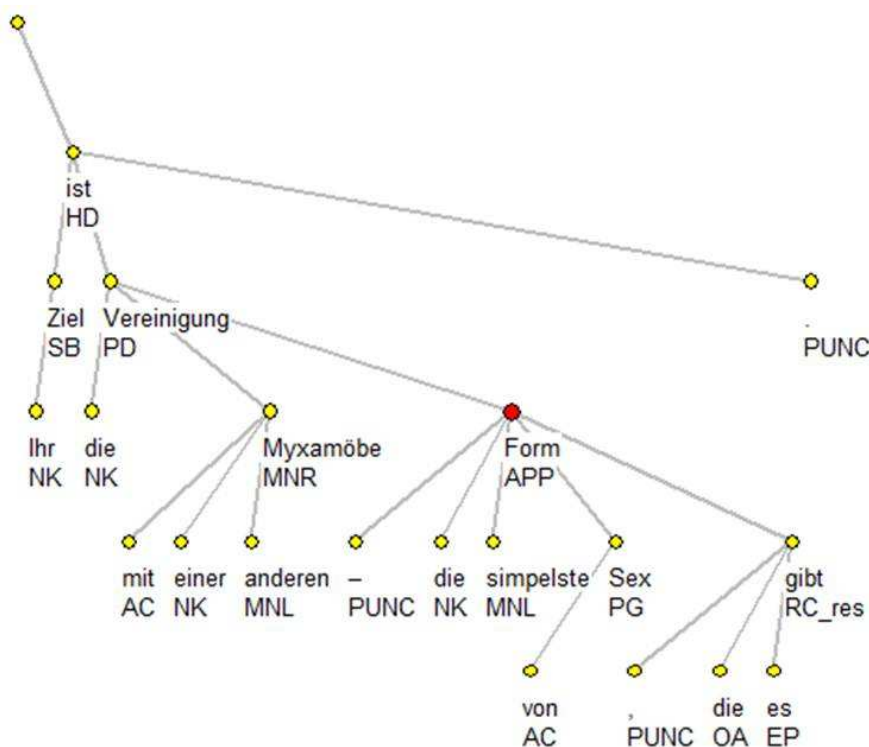 ist
HD
Ziel Vereinigung .
SB PD PUNC
Ihr die Myxamöbe Form
NK NK MNR APP
mit einer anderen – die simpelste Sex gibt
AC NK MNL PUNC NK MNL PG RC_res
von , die es
AC PUNC OA EP